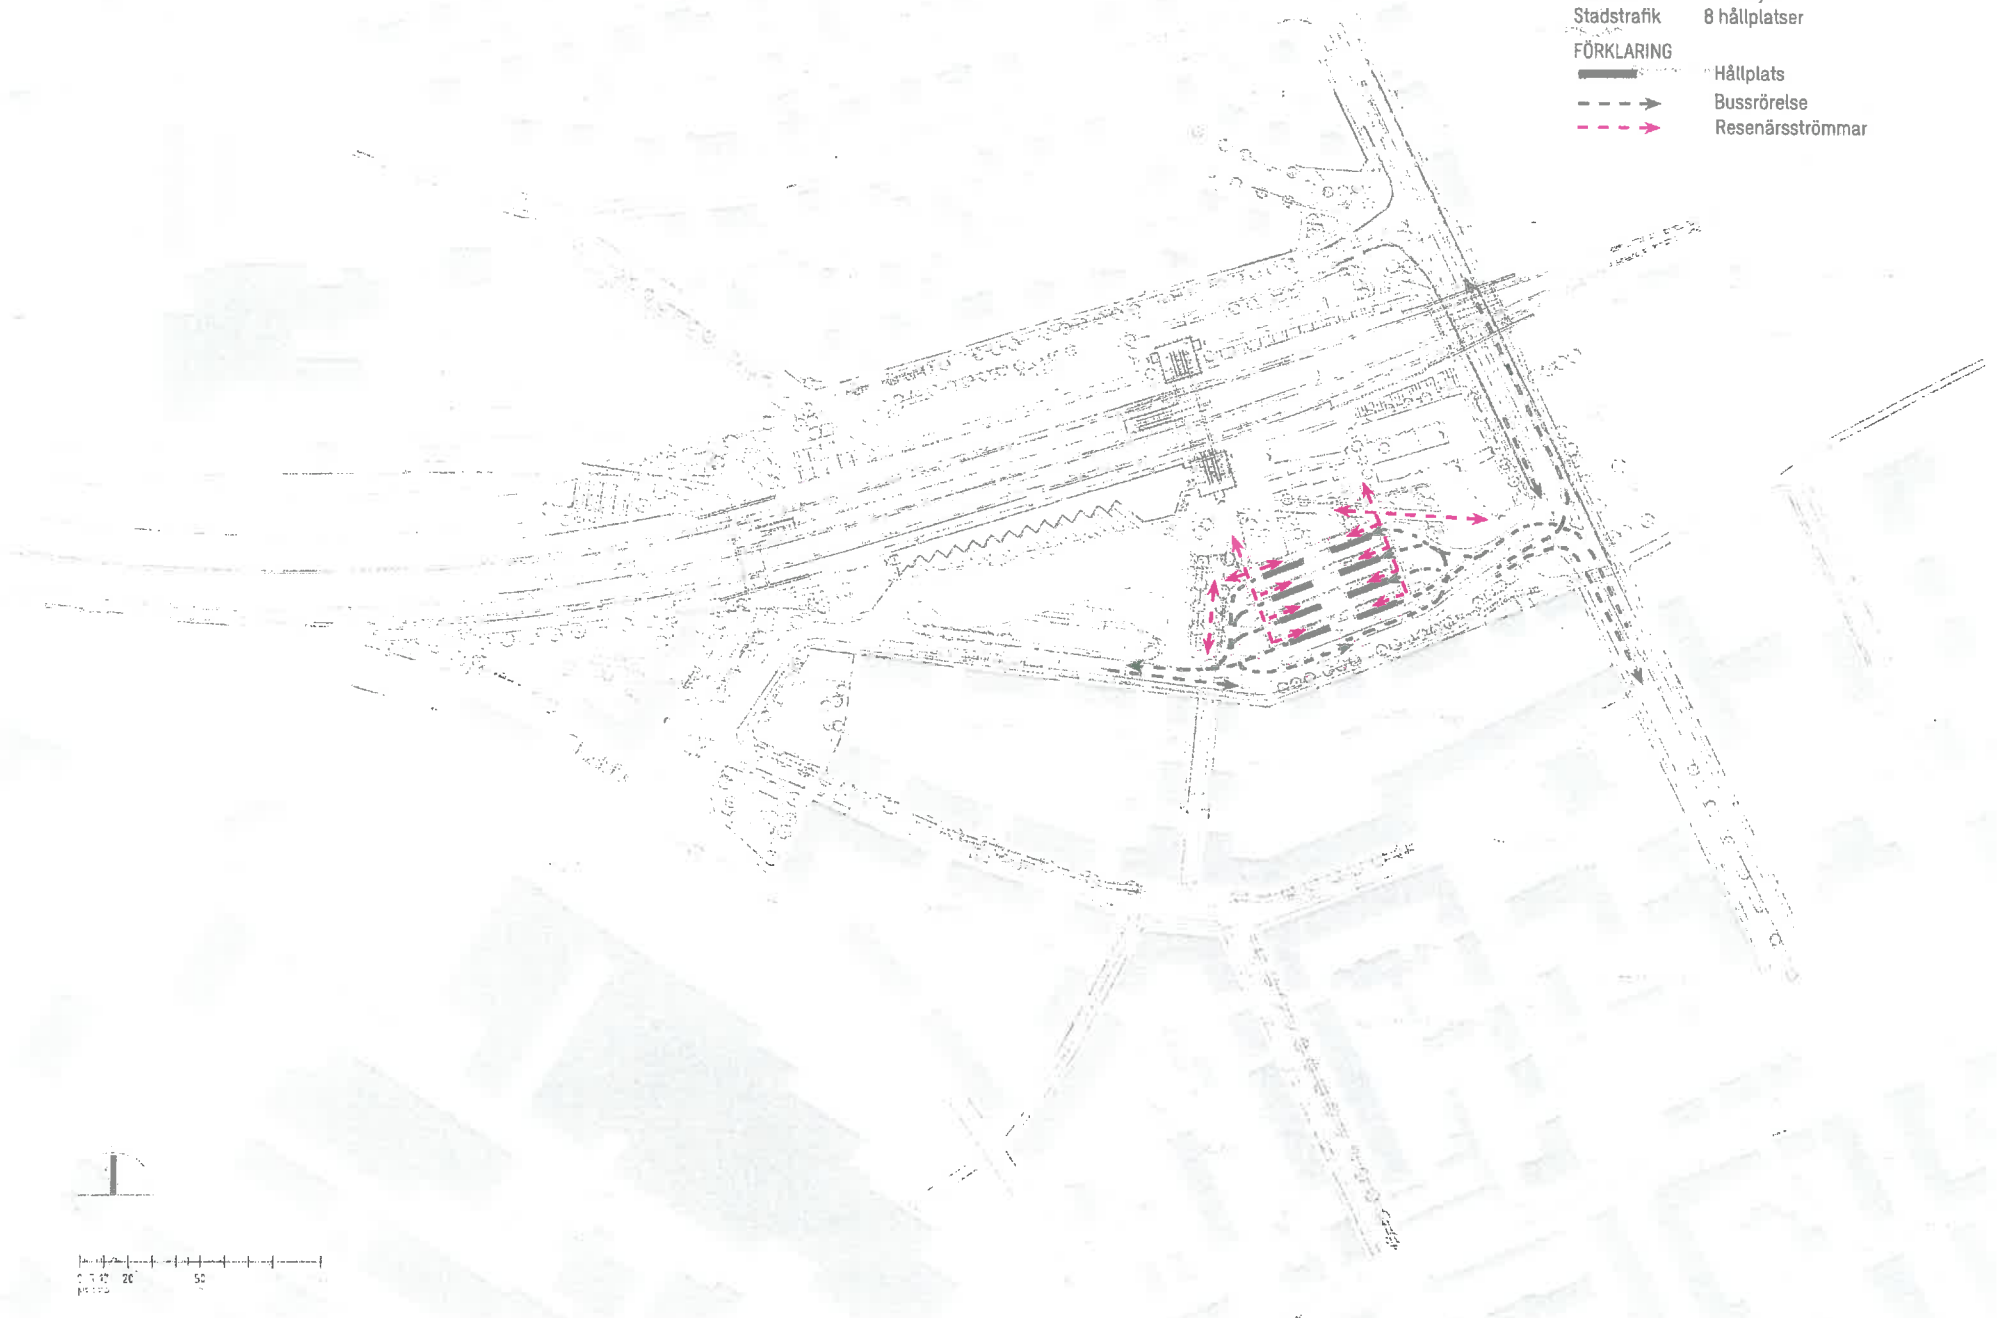 Stadstrafik 8 hållplatser
FÖRKLARING
Hållplats
Bussrörelse
Resenärsströmmar
20
50